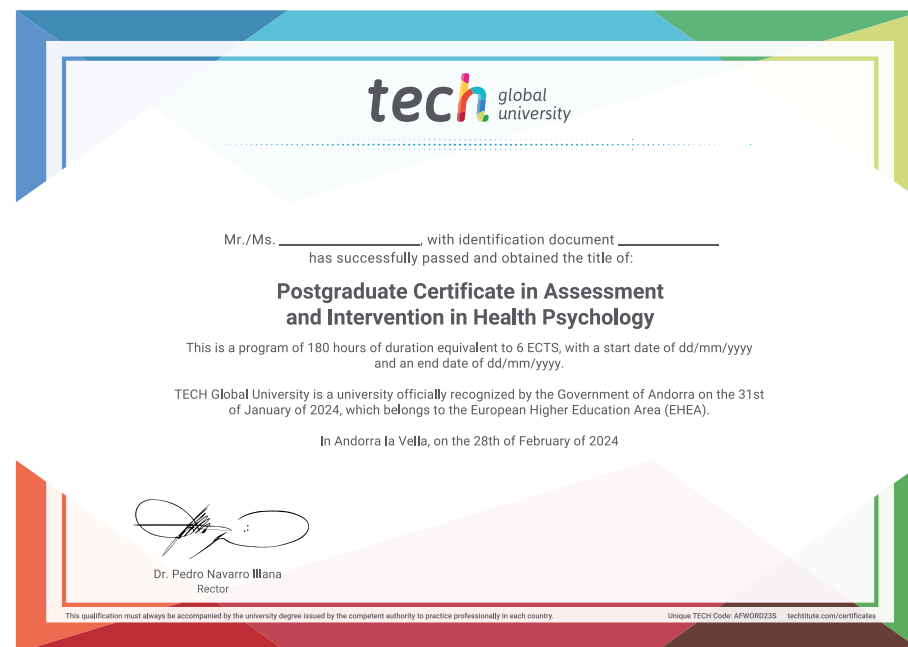 tech global
university
Mr./Ms. ____________________, with identification document ______________
has successfully passed and obtained the title of:
Postgraduate Certificate in Assessment
and Intervention in Health Psychology
This is a program of 180 hours of duration equivalent to 6 ECTS, with a start date of dd/mm/yyyy
and an end date of dd/mm/yyyy.
TECH Global University is a university officially recognized by the Government of Andorra on the 31st
of January of 2024, which belongs to the European Higher Education Area (EHEA).
In Andorra la Vella, on the 28th of February of 2024
Dr. Pedro Navarro Illana
Rector
This qualification must always be accompanied by the university degree issued by the competent authority to practice professionally in each country.
Unique TECH Code: AFWORD23S techtitute.com/certificates